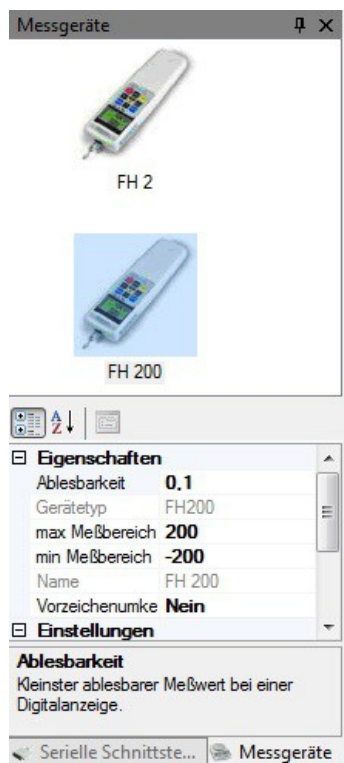 Messgeräte
FH 2
FH 200
Eigenschaften
Ablesbarkeit 0,1
Gerätetyp FH200
max Meßbereich 200
min Meßbereich -200
Name FH 200
Vorzeichenumke Nein
Einstellungen
Ablesbarkeit
Kleinster ablesbarer Meßwert bei einer
Digitalanzeige.
Serielle Schnittste... Messgeräte